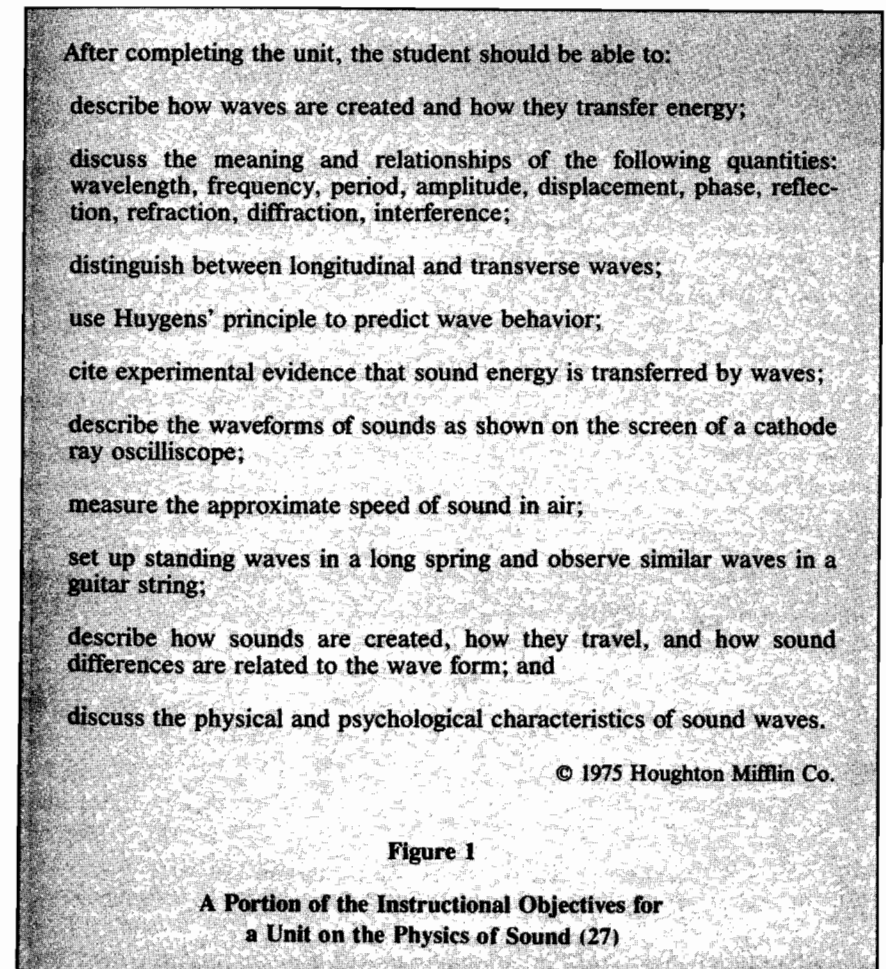 After completing the unit, the student should be able to:
describe how waves are created and how they transfer energy;
discuss the meaning and relationships of the following quantities:
wavelength, frequency, period, amplitude, displacement, phase, reflec-
tion, refraction, diffraction, interference;
distinguish between longitudinal and transverse waves;
use Huygens' principle to predict wave behavior;
cite experimental evidence that sound energy is transferred by waves;
describe the waveforms of sounds as shown on the screen of a cathode
ray oscilliscope;
measure the approximate speed of sound in air;
set up standing waves in a long spring and observe similar waves in a
guitar string;
describe how sounds are created, how they travel, and how sound
differences are related to the wave form; and
discuss the physical and psychological characteristics of sound waves.
© 1975 Houghton Mifflin Co.
Figure 1
A Portion of the Instructional Objectives for
a Unit on the Physics of Sound (27)